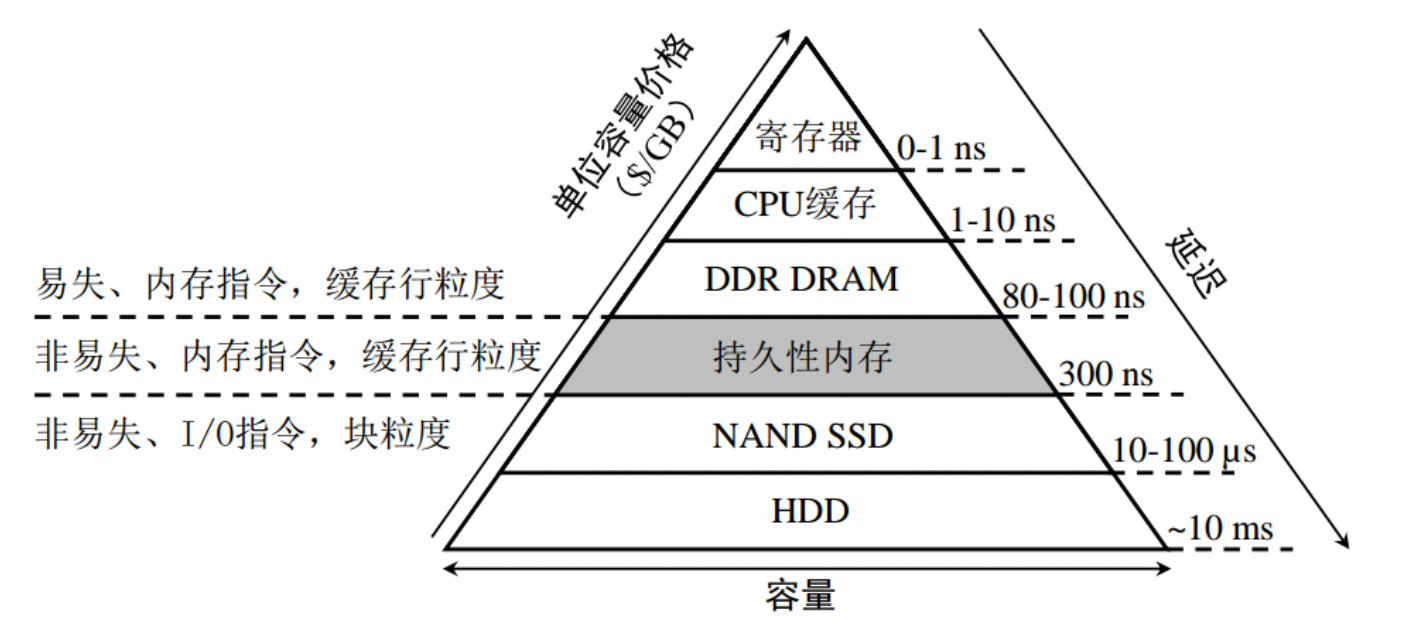 单位容量价格
($/GB)
寄存器
0-1 ns
CPU缓存
1-10 ns
延迟
易失、内存指令，缓存行粒度
DDR DRAM
80-100 ns
非易失、内存指令，缓存行粒度
持久性内存
300 ns
非易失、I/O指令，块粒度
NAND SSD
10-100 μs
HDD
~10 ms
容量